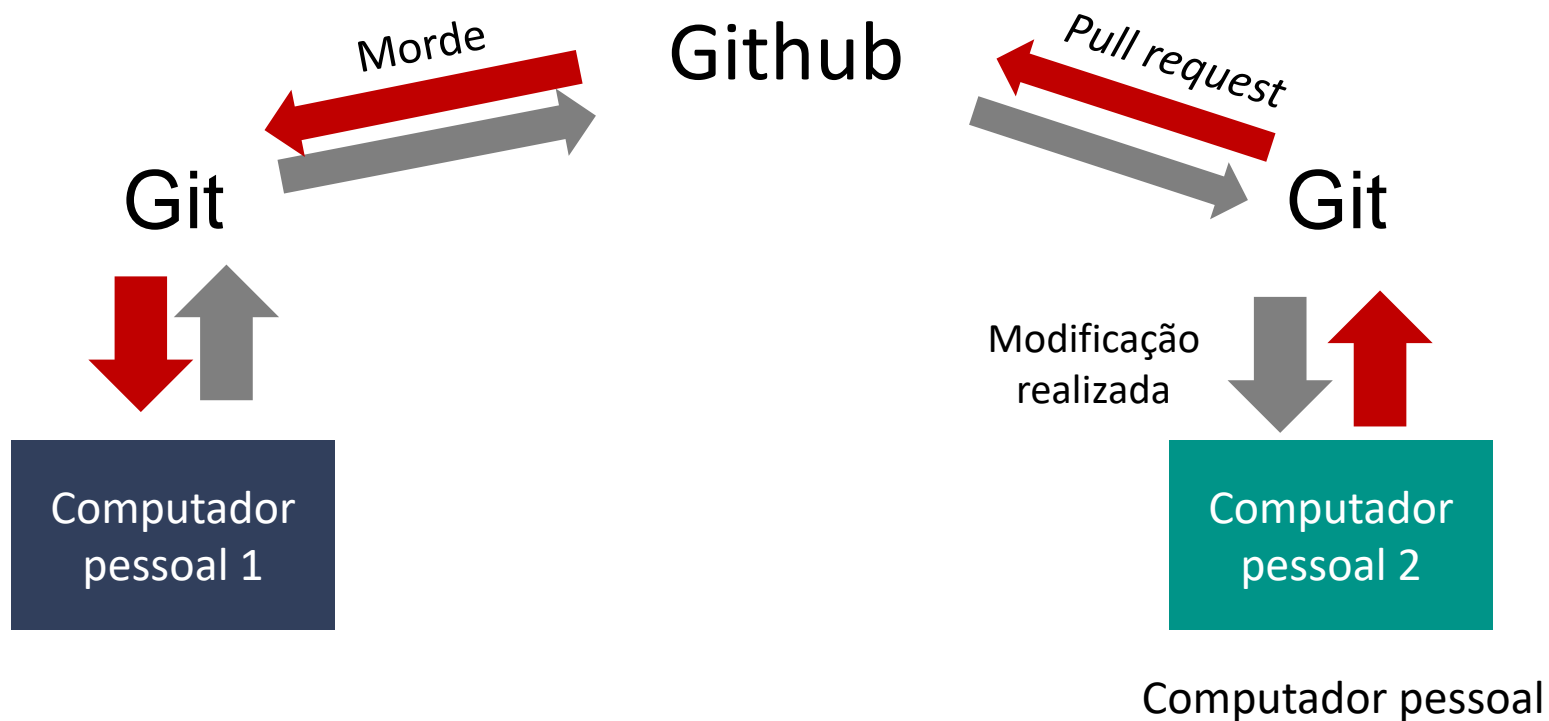 Morde
Github
Pull request
Git
Git
Modificação
realizada
Computador
pessoal 1
Computador
pessoal 2
Computador pessoal